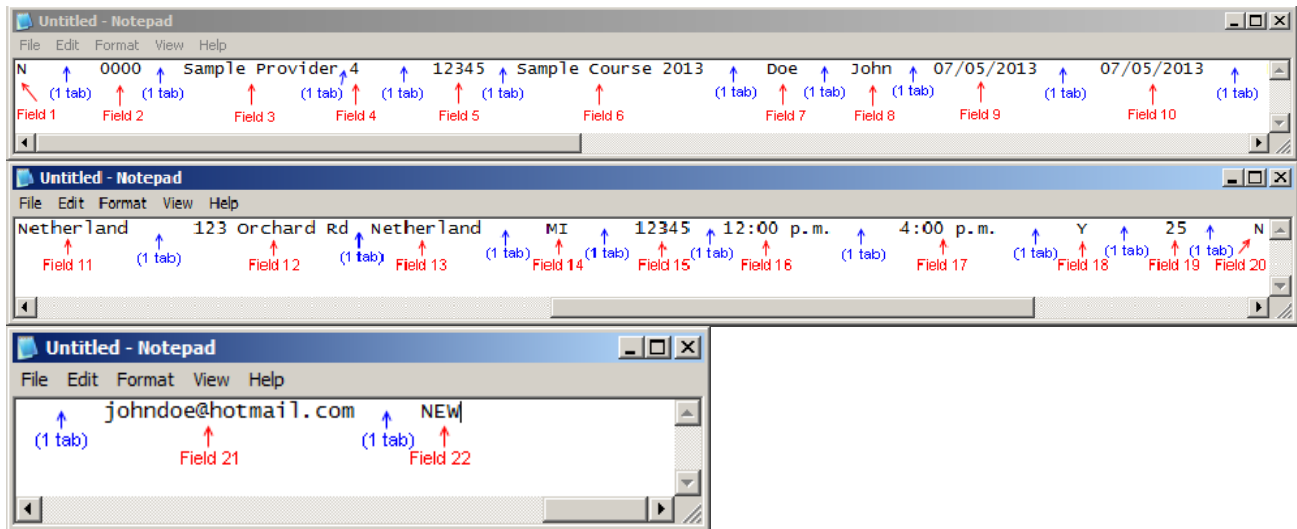 Untitled - Notepad
File Edit Format View Help
N 0000 Sample Provider 4 12345 Sample Course 2013 Doe John 07/05/2013 07/05/2013
(1 tab) (1 tab) (1 tab) (1 tab) (1 tab) (1 tab) (1 tab) (1 tab) (1 tab) (1 tab)
Field 1 Field 2 Field 3 Field 4 Field 5 Field 6 Field 7 Field 8 Field 9 Field 10
Untitled - Notepad
File Edit Format View Help
Netherland 123 Orchard Rd Netherland MI 12345 12:00 p.m. 4:00 p.m. Y 25 N
(1 tab) (1 tab) (1 tab) (1 tab) (1 tab) (1 tab) (1 tab) (1 tab) (1 tab)
Field 11 Field 12 Field 13 Field 14 Field 15 Field 16 Field 17 Field 18 Field 19 Field 20
Untitled - Notepad
File Edit Format View Help
johndoe@hotmail.com NEW
(1 tab) (1 tab)
Field 21 Field 22